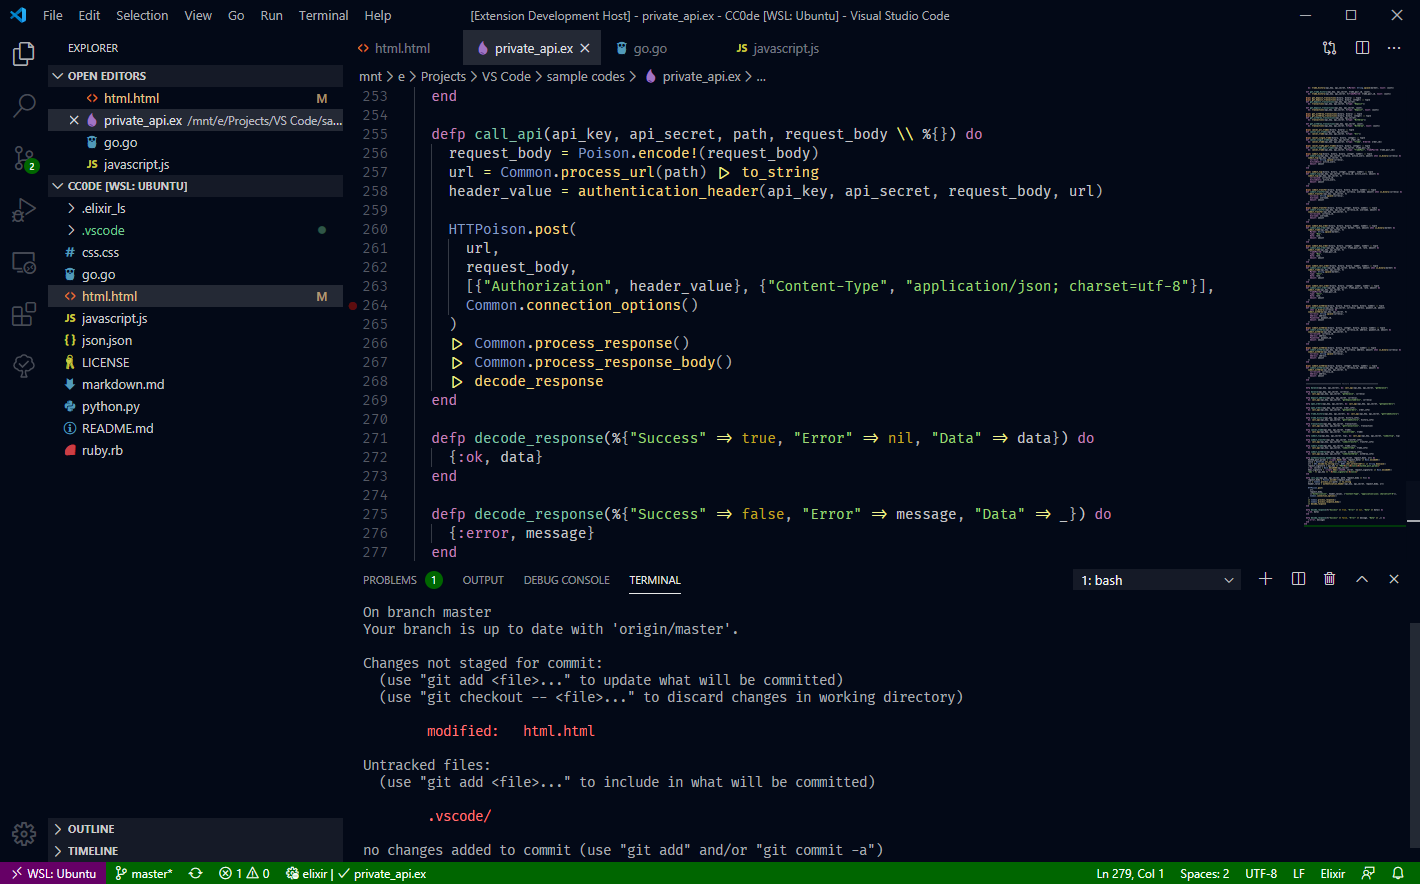 File Edit Selection View Go Run Terminal Help
[Extension Development Host] - private_api.ex - CC0de [WSL: Ubuntu] - Visual Studio Code
EXPLORER
OPEN EDITORS
<> html.html M
private_api.ex /mnt/e/Projects/VS Code/sa...
go.go
JS javascript.js
2
CC0DE [WSL: UBUNTU]
.elixir_ls
.vscode
# css.css
go.go
<> html.html M
JS javascript.js
{} json.json
LICENSE
markdown.md
python.py
README.md
ruby.rb
OUTLINE
TIMELINE
<> html.html
private_api.ex
go.go
JS javascript.js
mnt > e > Projects > VS Code > sample codes > private_api.ex > ...
253 end
254
255 defp call_api(api_key, api_secret, path, request_body \\ %{}) do
256 request_body = Poison.encode!(request_body)
257 url = Common.process_url(path) |> to_string
258 header_value = authentication_header(api_key, api_secret, request_body, url)
259
260 HTTPoison.post(
261 url,
262 request_body,
263 [{"Authorization", header_value}, {"Content-Type", "application/json; charset=utf-8"}],
264 Common.connection_options()
265 )
266 |> Common.process_response()
267 |> Common.process_response_body()
268 |> decode_response
269 end
270
271 defp decode_response(%{"Success" => true, "Error" => nil, "Data" => data}) do
272 {:ok, data}
273 end
274
275 defp decode_response(%{"Success" => false, "Error" => message, "Data" => _}) do
276 {:error, message}
277 end
PROBLEMS 1 OUTPUT DEBUG CONSOLE TERMINAL
1: bash
On branch master
Your branch is up to date with 'origin/master'.
Changes not staged for commit:
(use "git add <file>..." to update what will be committed)
(use "git checkout -- <file>..." to discard changes in working directory)
modified: html.html
Untracked files:
(use "git add <file>..." to include in what will be committed)
.vscode/
no changes added to commit (use "git add" and/or "git commit -a")
WSL: Ubuntu master* 1 0 elixir | ✓ private_api.ex Ln 279, Col 1 Spaces: 2 UTF-8 LF Elixir